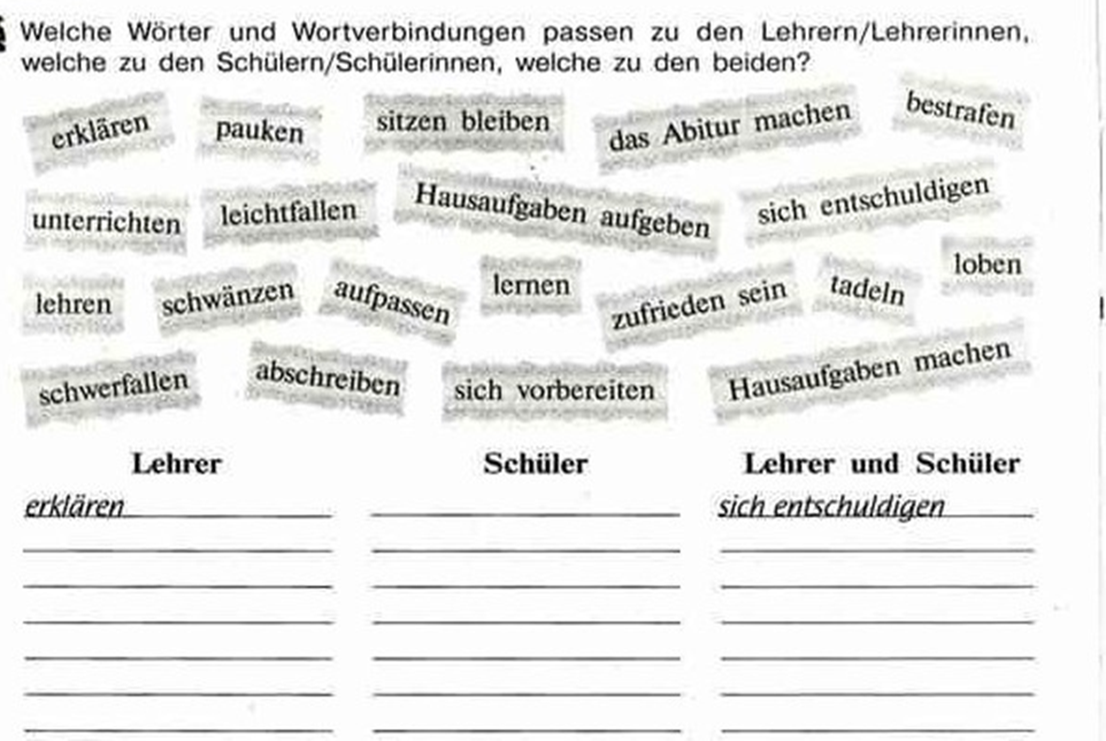 Welche Wörter und Wortverbindungen passen zu den Lehrern/Lehrerinnen,
welche zu den Schülern/Schülerinnen, welche zu den beiden?
erklären pauken sitzen bleiben das Abitur machen bestrafen
unterrichten leichtfallen Hausaufgaben aufgeben sich entschuldigen
lehren schwänzen aufpassen lernen zufrieden sein tadeln loben
schwerfallen abschreiben sich vorbereiten Hausaufgaben machen
Lehrer Schüler Lehrer und Schüler
erklären sich entschuldigen